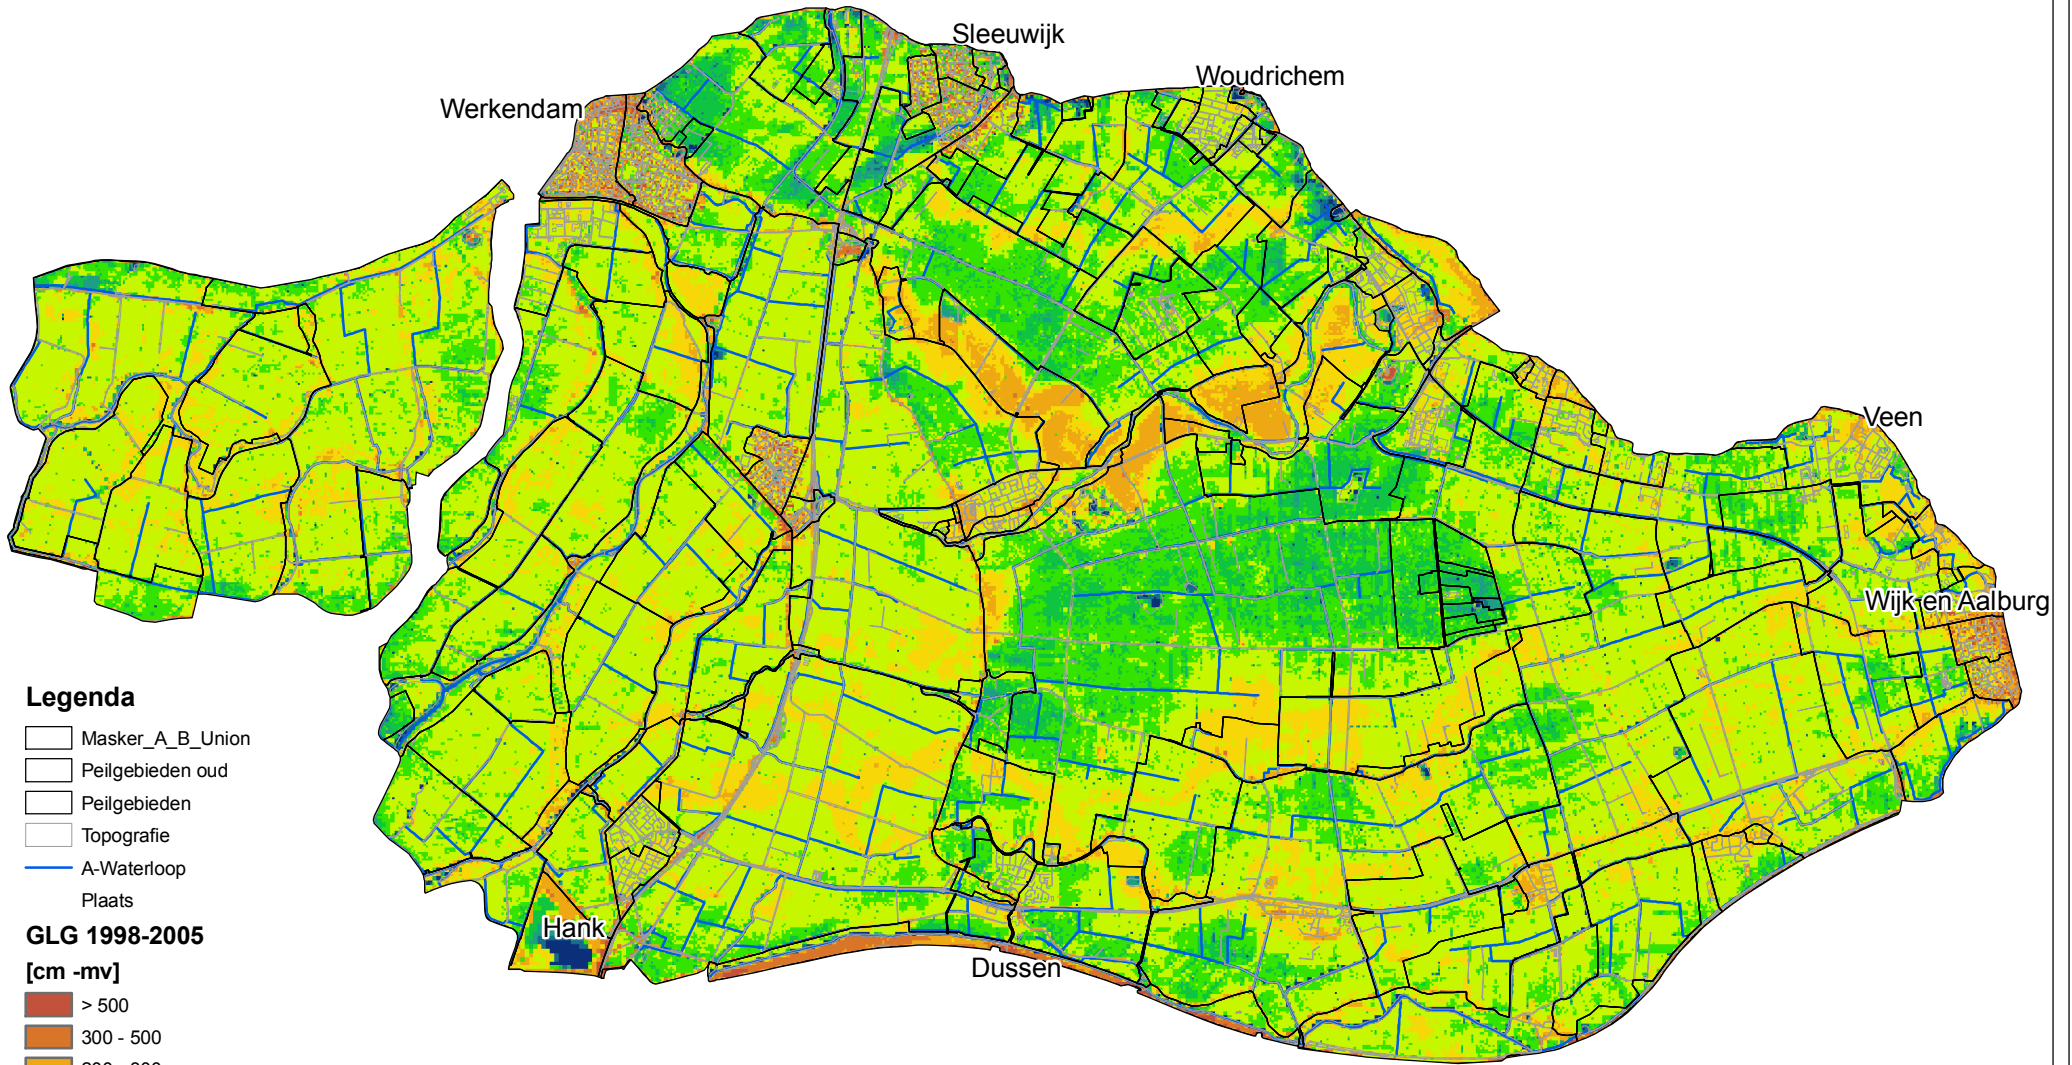 Sleeuwijk
Woudrichem
Werkendam
Veen
Wijk en Aalburg
Hank
Dussen
Legenda
Masker_A_B_Union
Peilgebieden oud
Peilgebieden
Topografie
A-Waterloop
Plaats
GLG 1998-2005
[cm -mv]
> 500
300 - 500